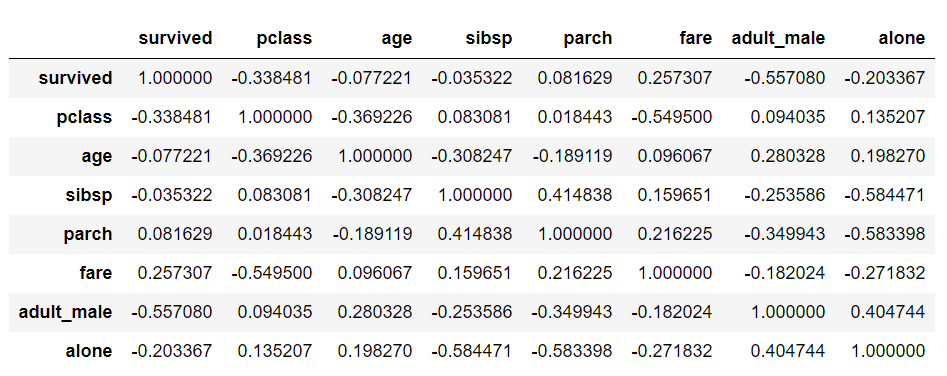 survived pclass age sibsp parch fare adult_male alone
survived 1.000000 -0.338481 -0.077221 -0.035322 0.081629 0.257307 -0.557080 -0.203367
pclass -0.338481 1.000000 -0.369226 0.083081 0.018443 -0.549500 0.094035 0.135207
age -0.077221 -0.369226 1.000000 -0.308247 -0.189119 0.096067 0.280328 0.198270
sibsp -0.035322 0.083081 -0.308247 1.000000 0.414838 0.159651 -0.253586 -0.584471
parch 0.081629 0.018443 -0.189119 0.414838 1.000000 0.216225 -0.349943 -0.583398
fare 0.257307 -0.549500 0.096067 0.159651 0.216225 1.000000 -0.182024 -0.271832
adult_male -0.557080 0.094035 0.280328 -0.253586 -0.349943 -0.182024 1.000000 0.404744
alone -0.203367 0.135207 0.198270 -0.584471 -0.583398 -0.271832 0.404744 1.000000